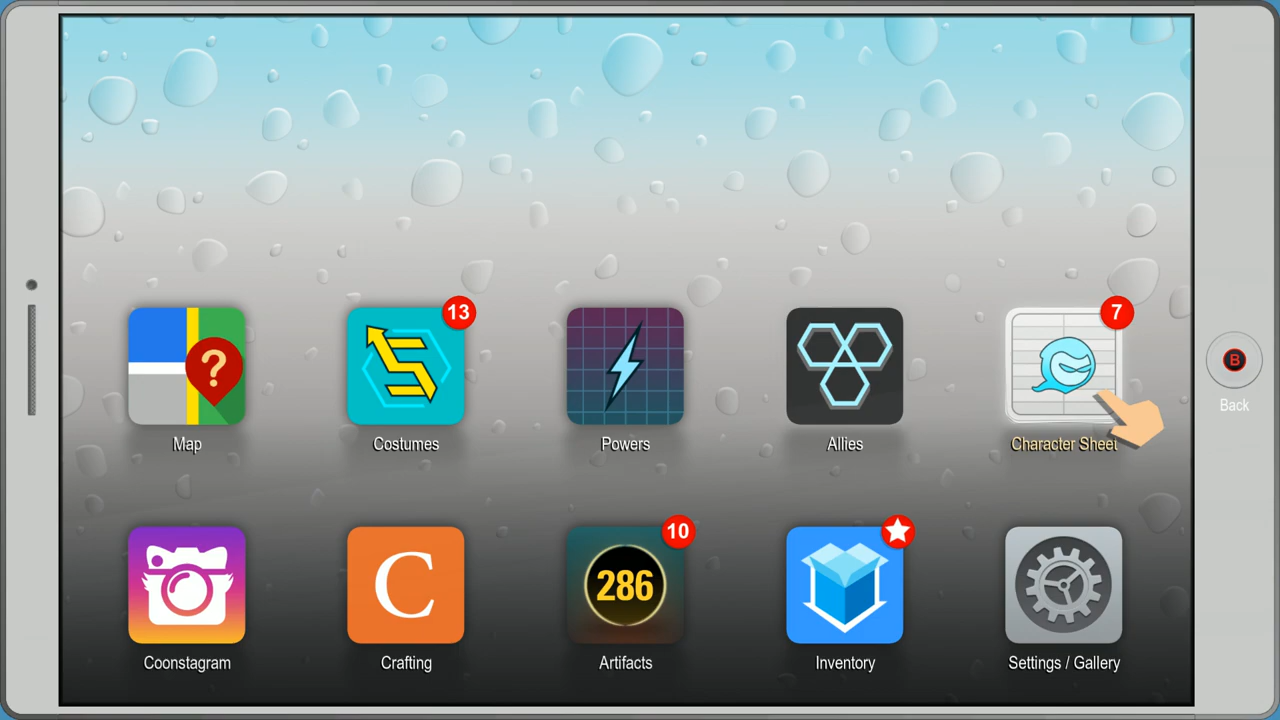 13
7
?
B
Back
Map
Costumes
Powers
Allies
Character Sheet
10
C
286
Coonstagram
Crafting
Artifacts
Inventory
Settings / Gallery